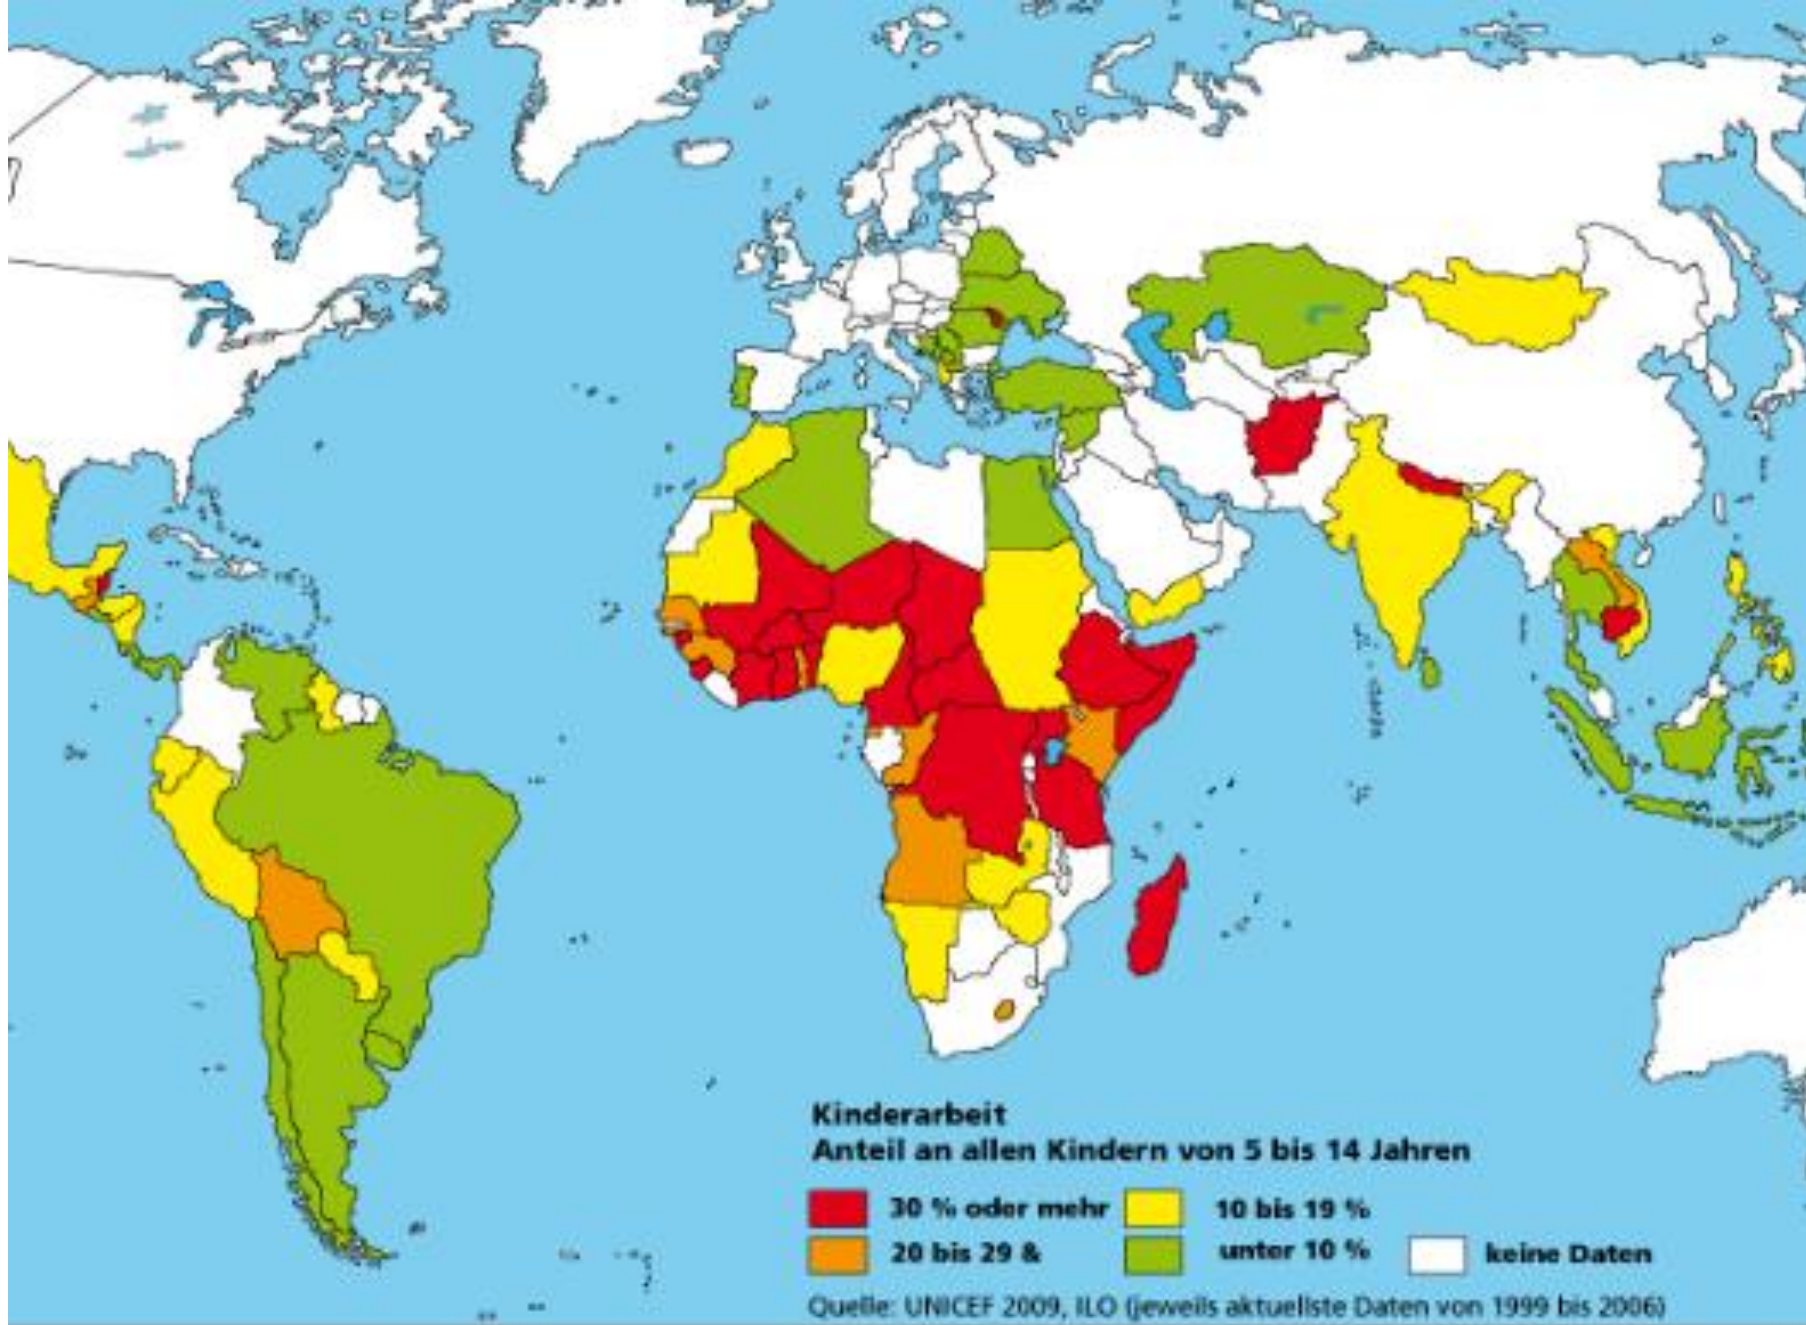 Kinderarbeit
Anteil an allen Kindern von 5 bis 14 Jahren
30 % oder mehr
10 bis 19 %
20 bis 29 &
unter 10 %
keine Daten
Quelle: UNICEF 2009, ILO (jeweils aktuellste Daten von 1999 bis 2006)